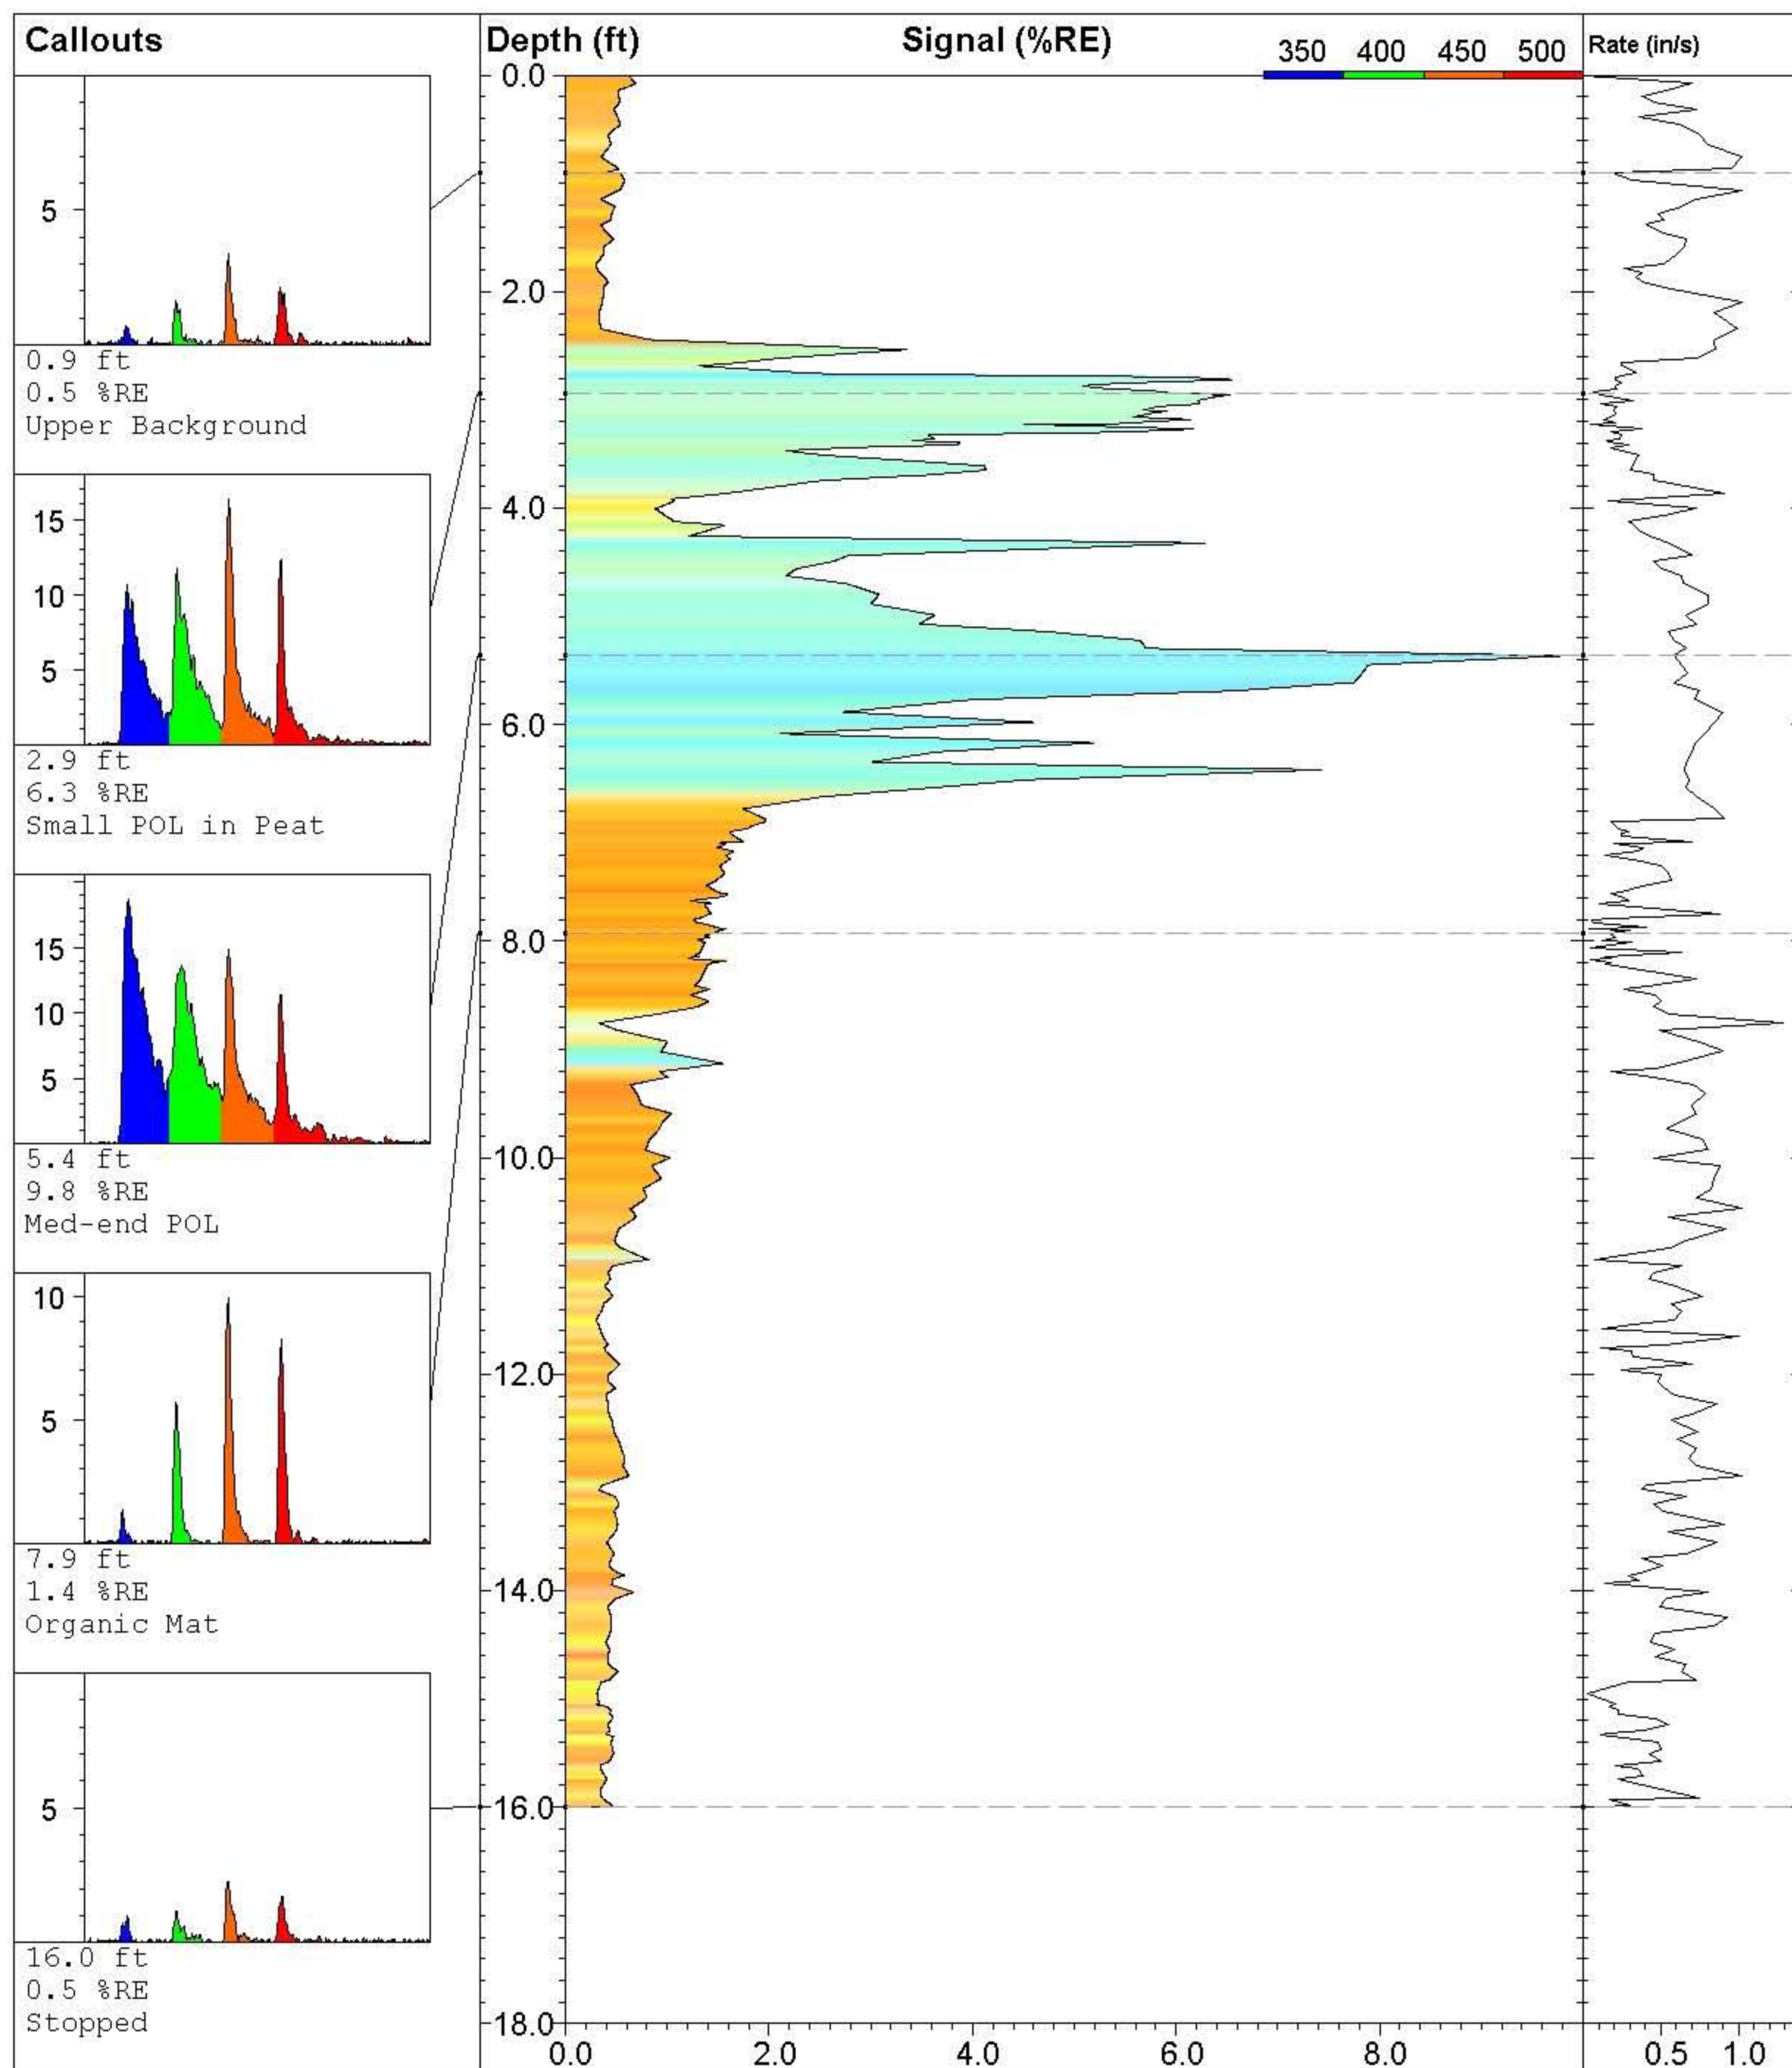 Callouts
5
0.9 ft
0.5 %RE
Upper Background
15
10
5
2.9 ft
6.3 %RE
Small POL in Peat
15
10
5
5.4 ft
9.8 %RE
Med-end POL
10
5
7.9 ft
1.4 %RE
Organic Mat
5
16.0 ft
0.5 %RE
Stopped
Depth (ft)
0.0
2.0
4.0
6.0
8.0
10.0
12.0
14.0
16.0
18.0
Signal (%RE)
350 400 450 500
0.0 2.0 4.0 6.0 8.0
Rate (in/s)
0.5 1.0